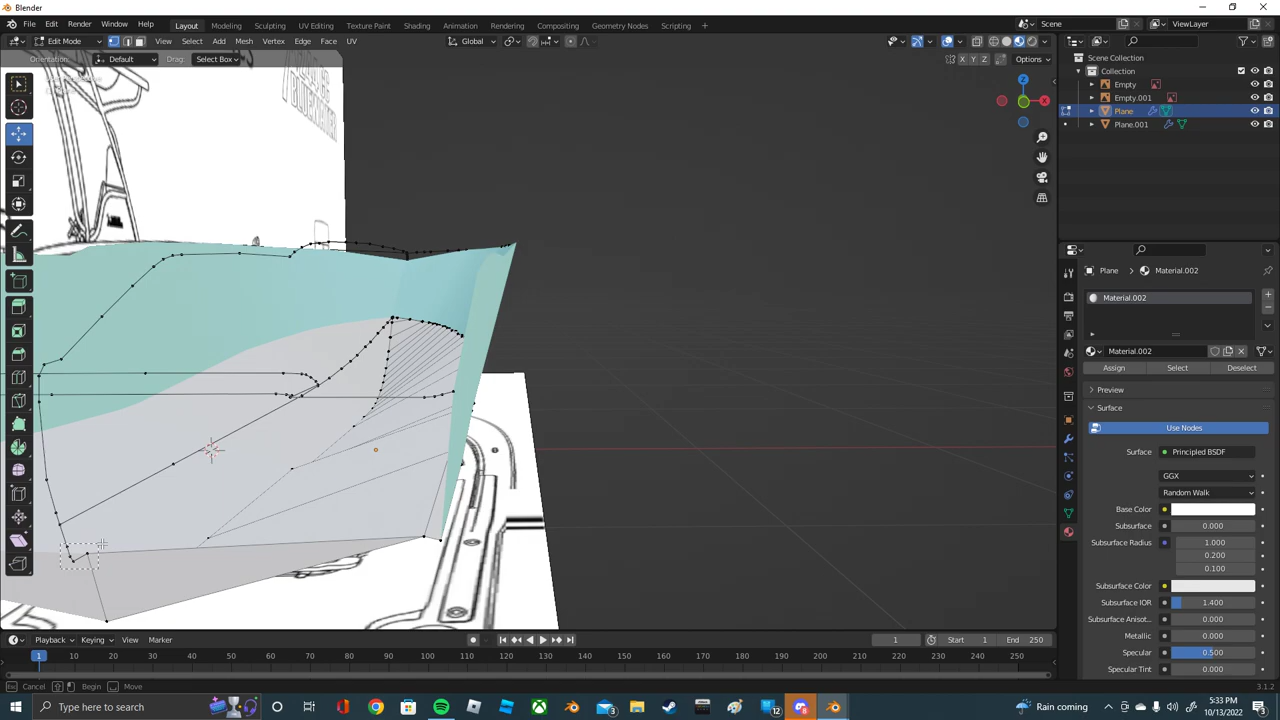 Blender
File Edit Render Window Help Layout Modeling Sculpting UV Editing Texture Paint Shading Animation Rendering Compositing Geometry Nodes Scripting + Scene ViewLayer
Edit Mode View Select Add Mesh Vertex Edge Face UV Global
Orientation: Default Drag: Select Box X Y Z Options
Scene Collection
Collection
Empty
Empty.001
Plane
Plane.001
Z
X
Plane Material.002
Material.002
Material.002
Assign Select Deselect
Preview
Surface
Use Nodes
Surface Principled BSDF
GGX
Random Walk
Base Color
Subsurface 0.000
Subsurface Radius 1.000
0.200
0.100
Subsurface Color
Subsurface IOR 1.400
Subsurface Anisot.. 0.000
Metallic 0.000
Specular 0.500
Specular Tint 0.000
Playback Keying View Marker 1 Start 1 End 250
1 10 20 30 40 50 60 70 80 90 100 110 120 130 140 150 160 170 180 190 200 210 220 230 240 250
Cancel Begin Move 3.1.2
Type here to search 3 12 Rain coming 5:33 PM
10/13/2022